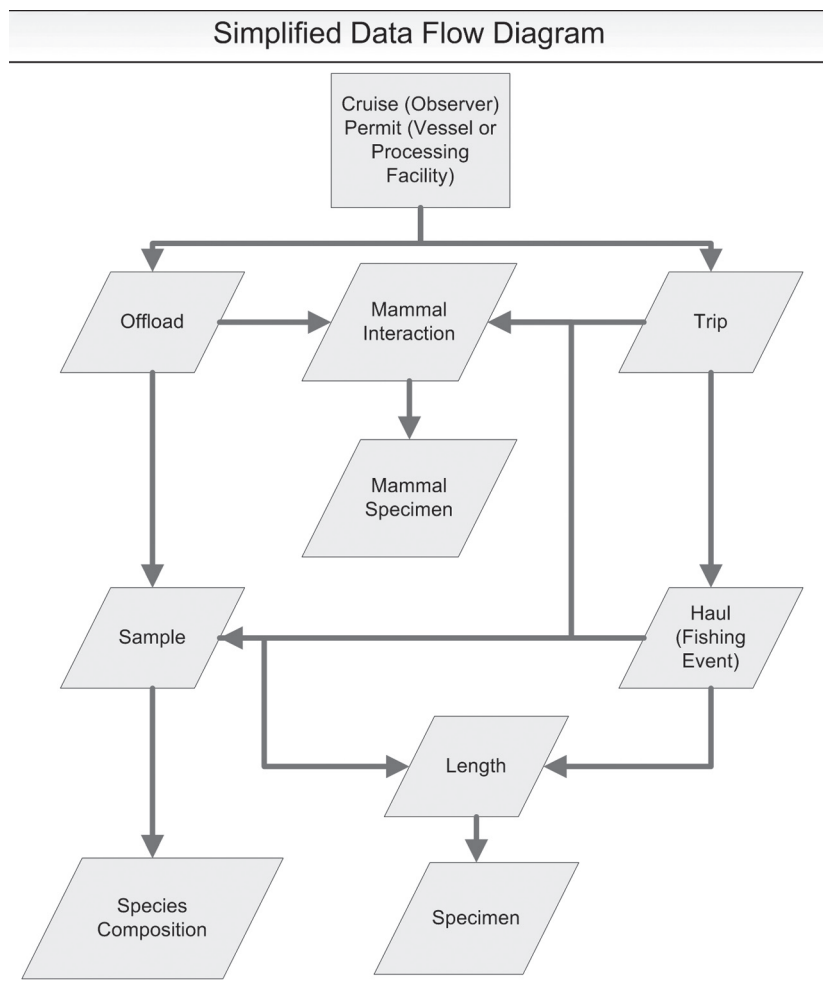 Simplified Data Flow Diagram
Cruise (Observer)
Permit (Vessel or
Processing
Facility)
Offload
Mammal
Interaction
Trip
Mammal
Specimen
Sample
Haul
(Fishing
Event)
Length
Species
Composition
Specimen